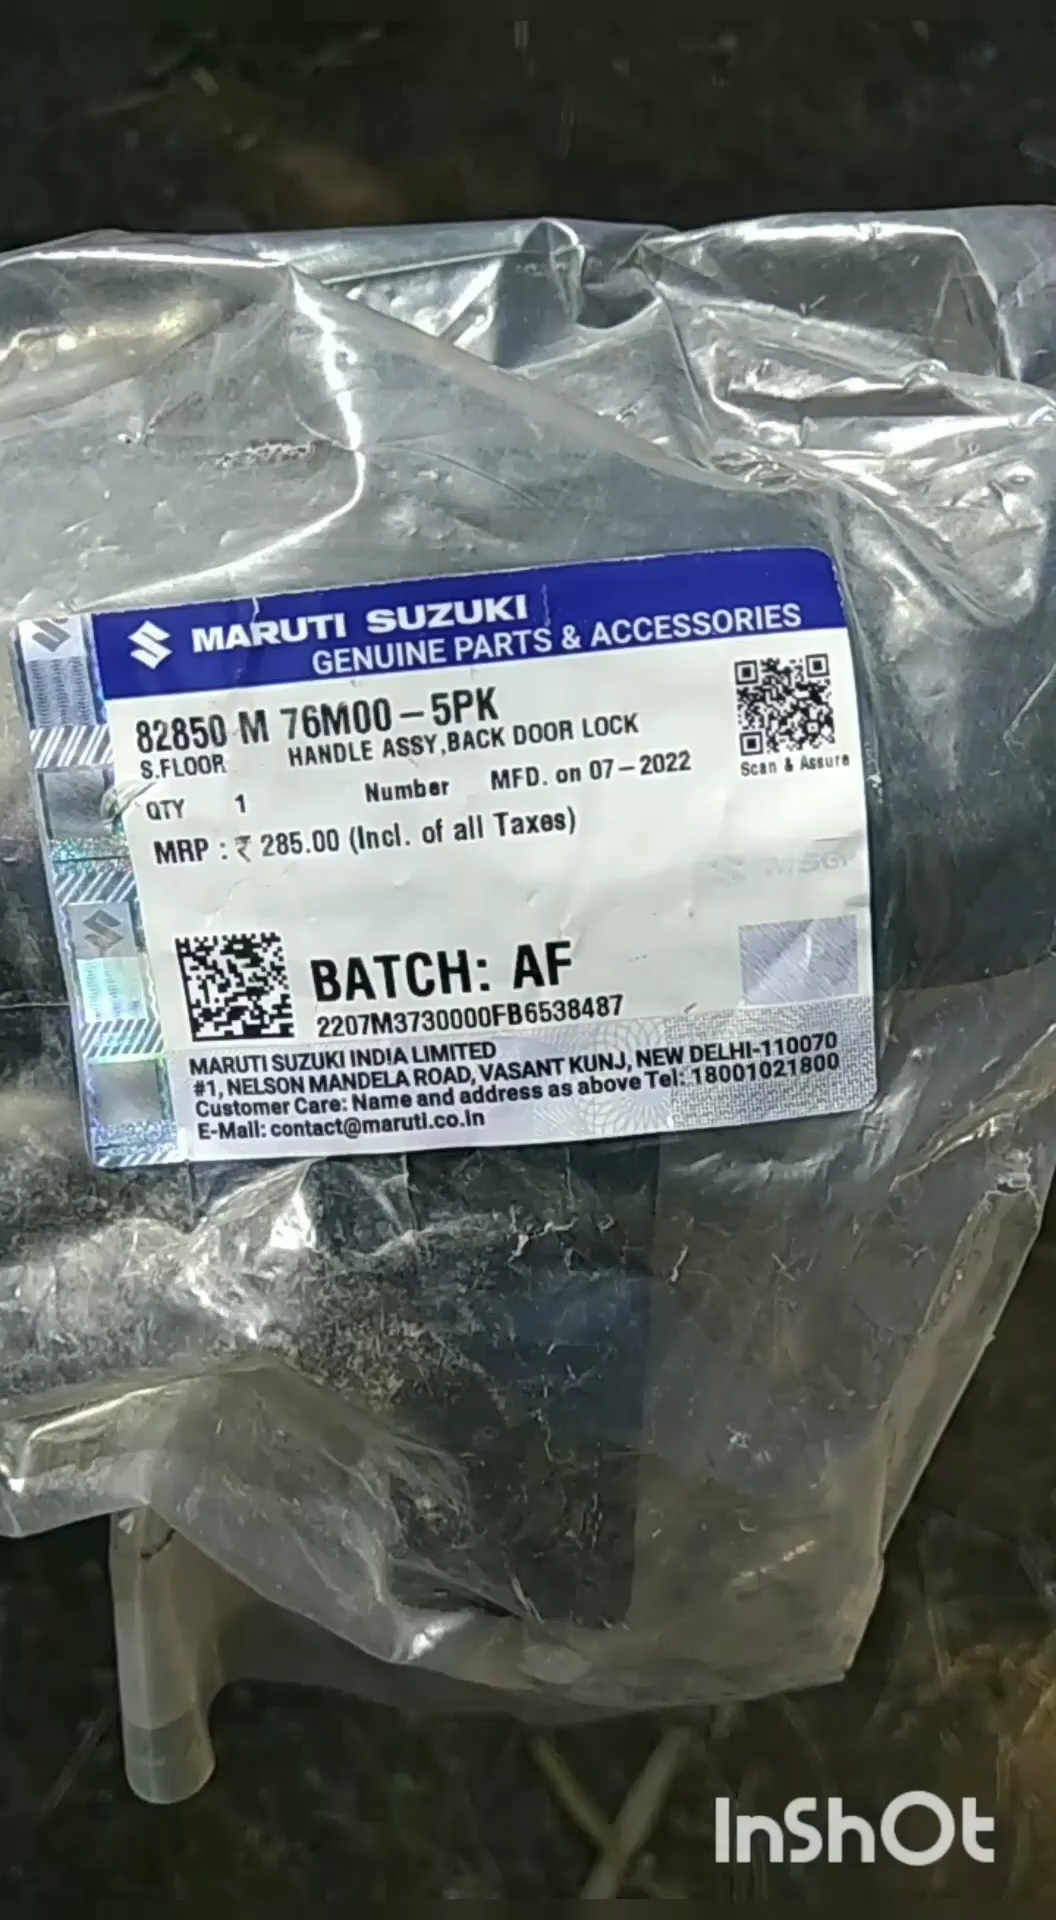 MARUTI SUZUKI
GENUINE PARTS & ACCESSORIES
82850 M 76M00-5PK
S.FLOOR HANDLE ASSY,BACK DOOR LOCK
QTY 1 Number MFD. on 07-2022
MRP : ₹ 285.00 (Incl. of all Taxes)
Scan & Assure
BATCH: AF
2207M3730000FB6538487
MARUTI SUZUKI INDIA LIMITED
#1, NELSON MANDELA ROAD, VASANT KUNJ, NEW DELHI-110070
Customer Care: Name and address as above Tel: 18001021800
E-Mail: contact@maruti.co.in
InShOt